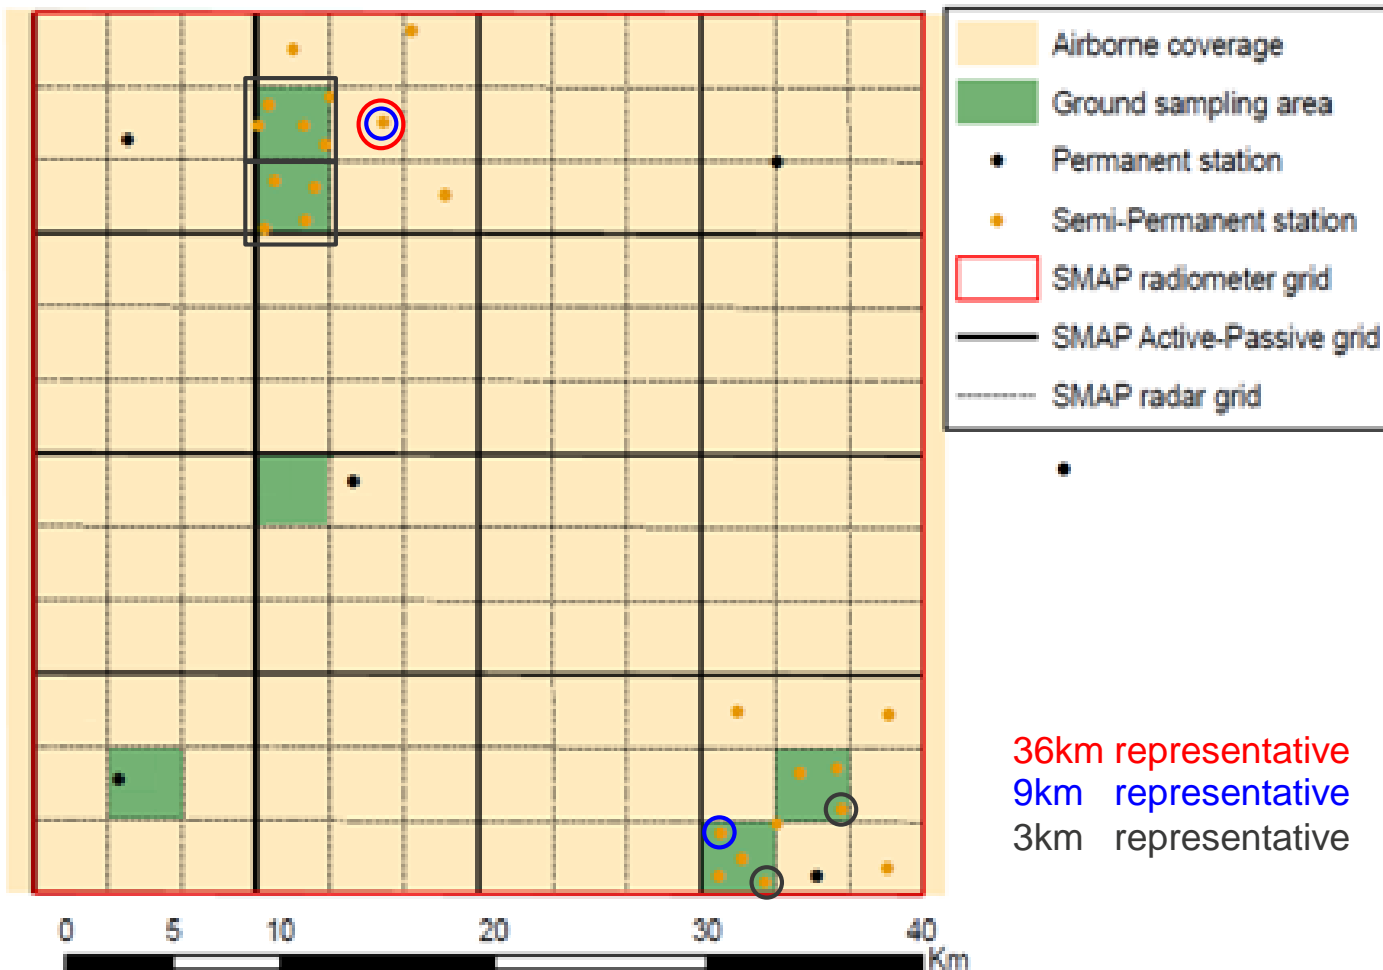 Airborne coverage
Ground sampling area
Permanent station
Semi-Permanent station
SMAP radiometer grid
SMAP Active-Passive grid
SMAP radar grid
36km representative
9km representative
3km representative
0 5 10 20 30 40
Km